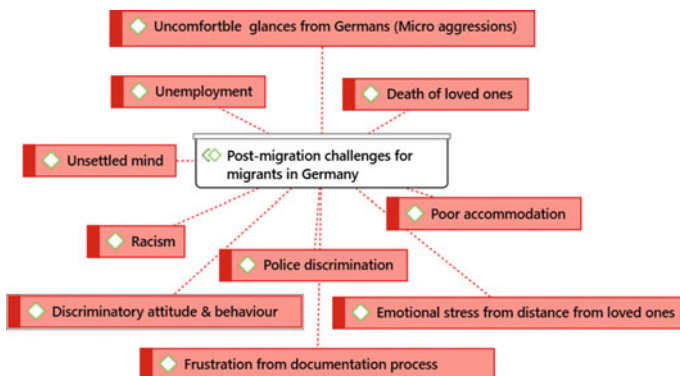 Uncomfortble glances from Germans (Micro aggressions)
Unemployment
Death of loved ones
Post-migration challenges for
migrants in Germany
Unsettled mind
Poor accommodation
Racism
Police discrimination
Discriminatory attitude & behaviour
Emotional stress from distance from loved ones
Frustration from documentation process